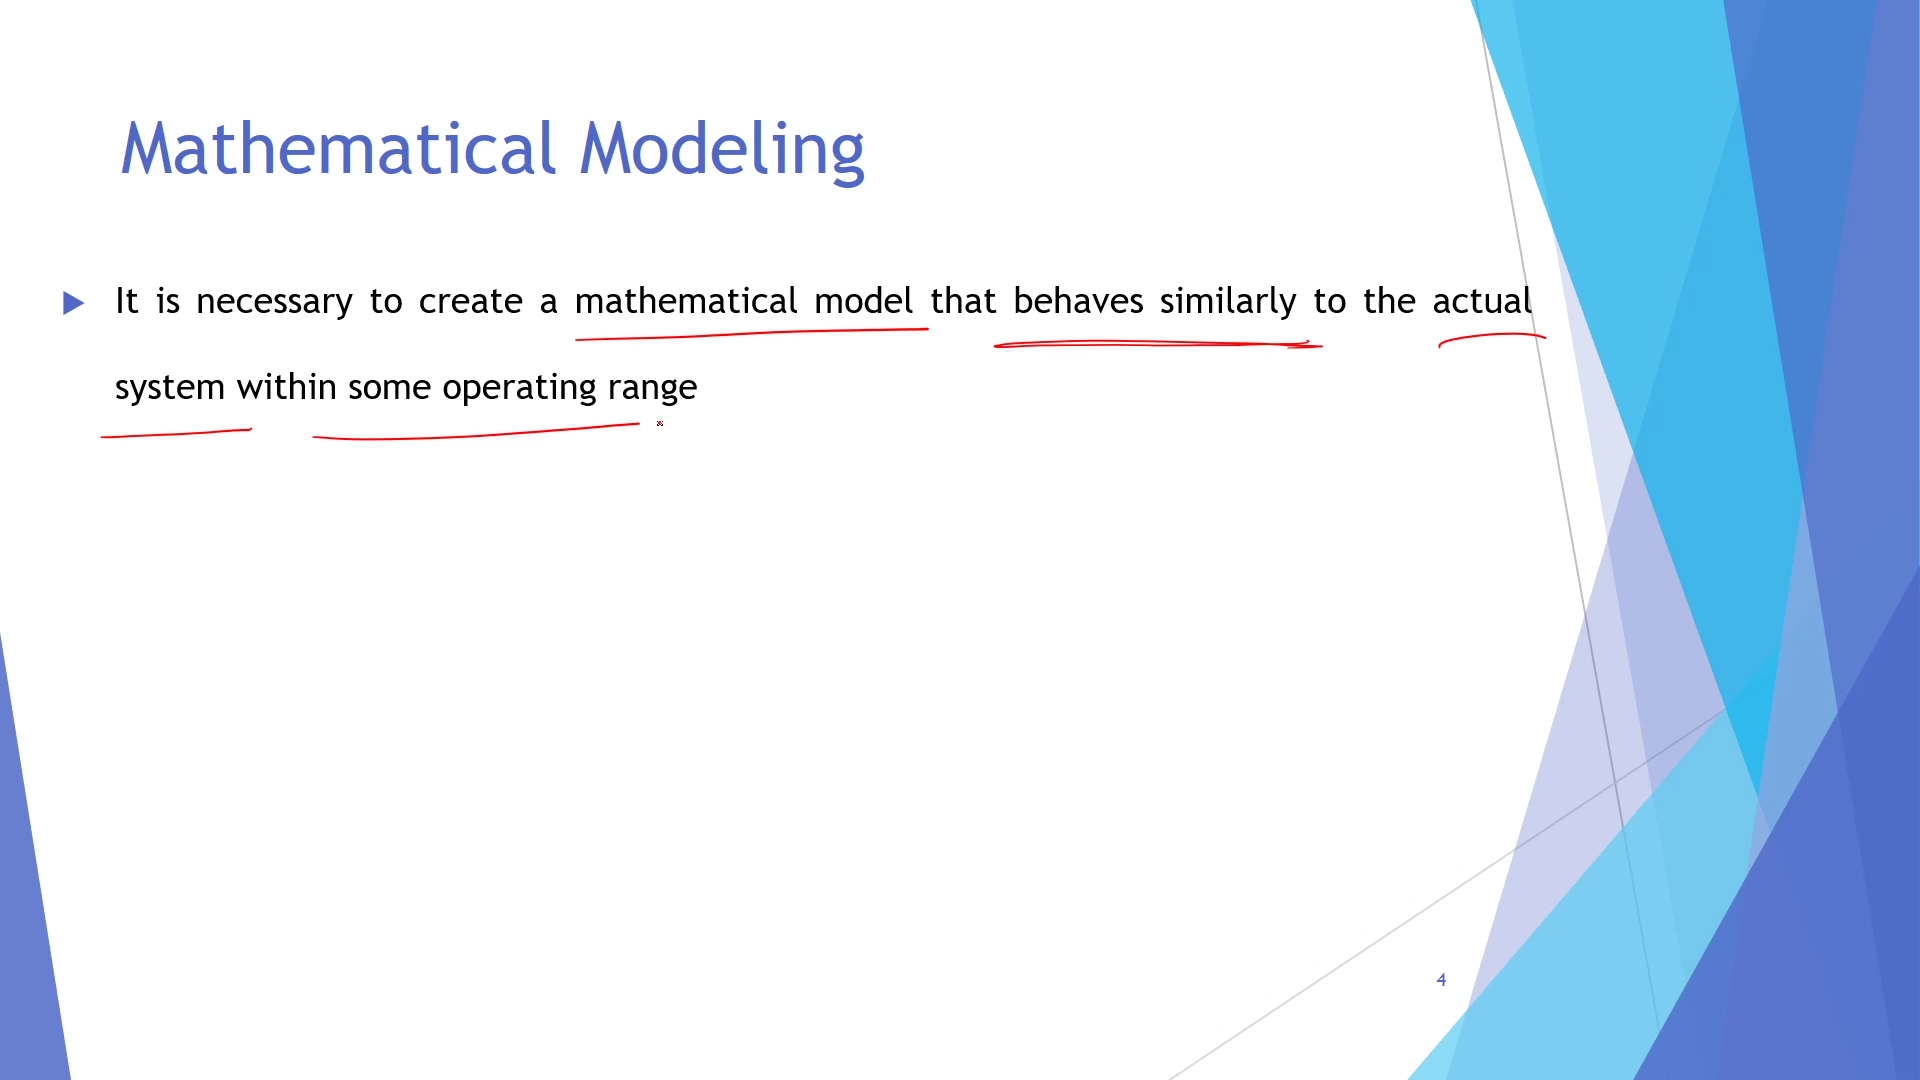 Mathematical Modeling
It is necessary to create a mathematical model that behaves similarly to the actual
system within some operating range
4